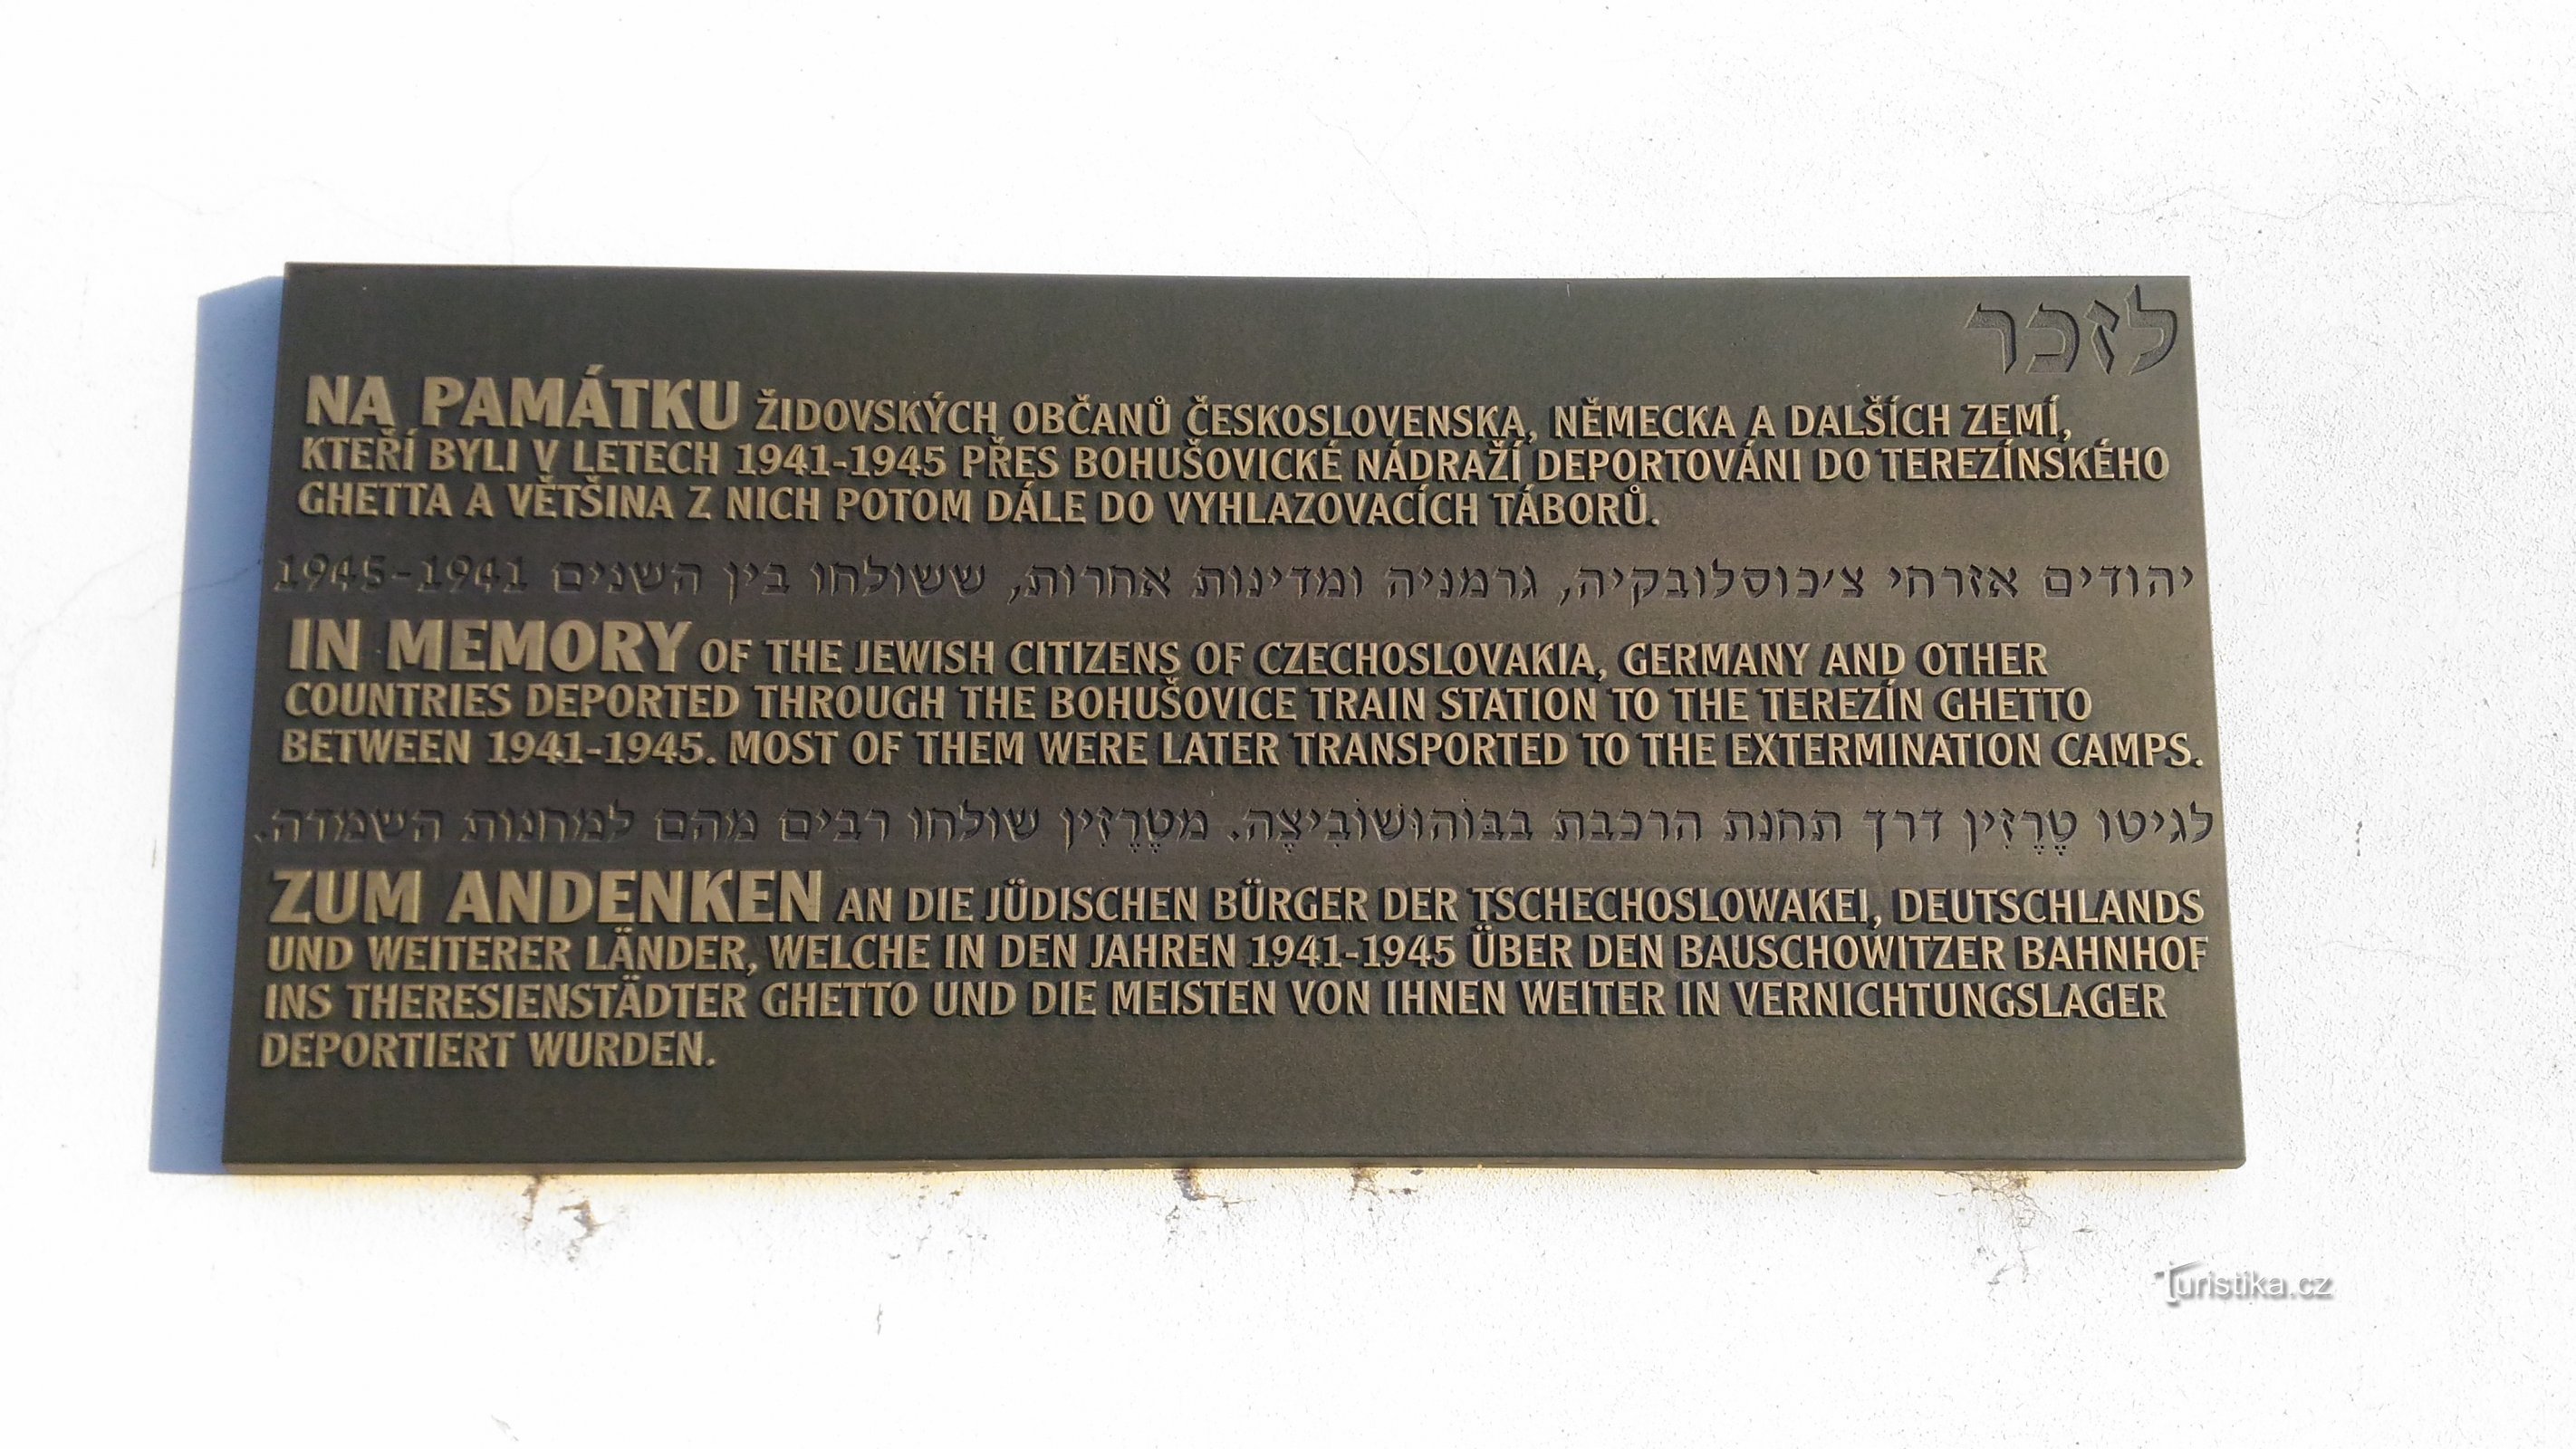 לזכר
NA PAMÁTKU ŽIDOVSKÝCH OBČANŮ ČESKOSLOVENSKA, NĚMECKA A DALŠÍCH ZEMÍ,
KTEŘÍ BYLI V LETECH 1941-1945 PŘES BOHUŠOVICKÉ NÁDRAŽÍ DEPORTOVÁNI DO TEREZÍNSKÉHO
GHETTA A VĚTŠINA Z NICH POTOM DÁLE DO VYHLAZOVACÍCH TÁBORŮ.
יהודים אזרחי צ'כוסלובקיה, גרמניה ומדינות אחרות, ששולחו בין השנים 1941-1945
IN MEMORY OF THE JEWISH CITIZENS OF CZECHOSLOVAKIA, GERMANY AND OTHER
COUNTRIES DEPORTED THROUGH THE BOHUŠOVICE TRAIN STATION TO THE TEREZÍN GHETTO
BETWEEN 1941-1945. MOST OF THEM WERE LATER TRANSPORTED TO THE EXTERMINATION CAMPS.
לגיטו טֶרֶזִין דרך תחנת הרכבת בבּוֹהוּשׁוֹבִיצֶה. מטֶרֶזִין שולחו רבים מהם למחנות השמדה.
ZUM ANDENKEN AN DIE JÜDISCHEN BÜRGER DER TSCHECHOSLOWAKEI, DEUTSCHLANDS
UND WEITERER LÄNDER, WELCHE IN DEN JAHREN 1941-1945 ÜBER DEN BAUSCHOWITZER BAHNHOF
INS THERESIENSTÄDTER GHETTO UND DIE MEISTEN VON IHNEN WEITER IN VERNICHTUNGSLAGER
DEPORTIERT WURDEN.
Turistika.cz